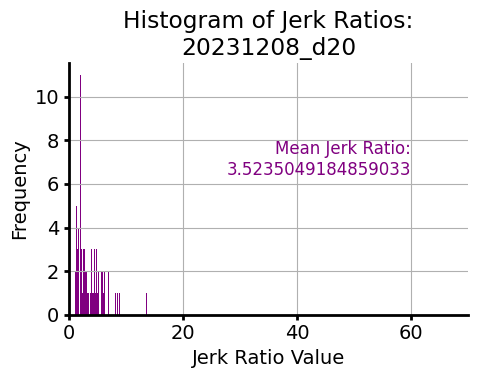 Histogram of Jerk Ratios:
20231208_d20
Mean Jerk Ratio:
3.5235049184859033
Frequency
10
8
6
4
2
0
0 20 40 60
Jerk Ratio Value